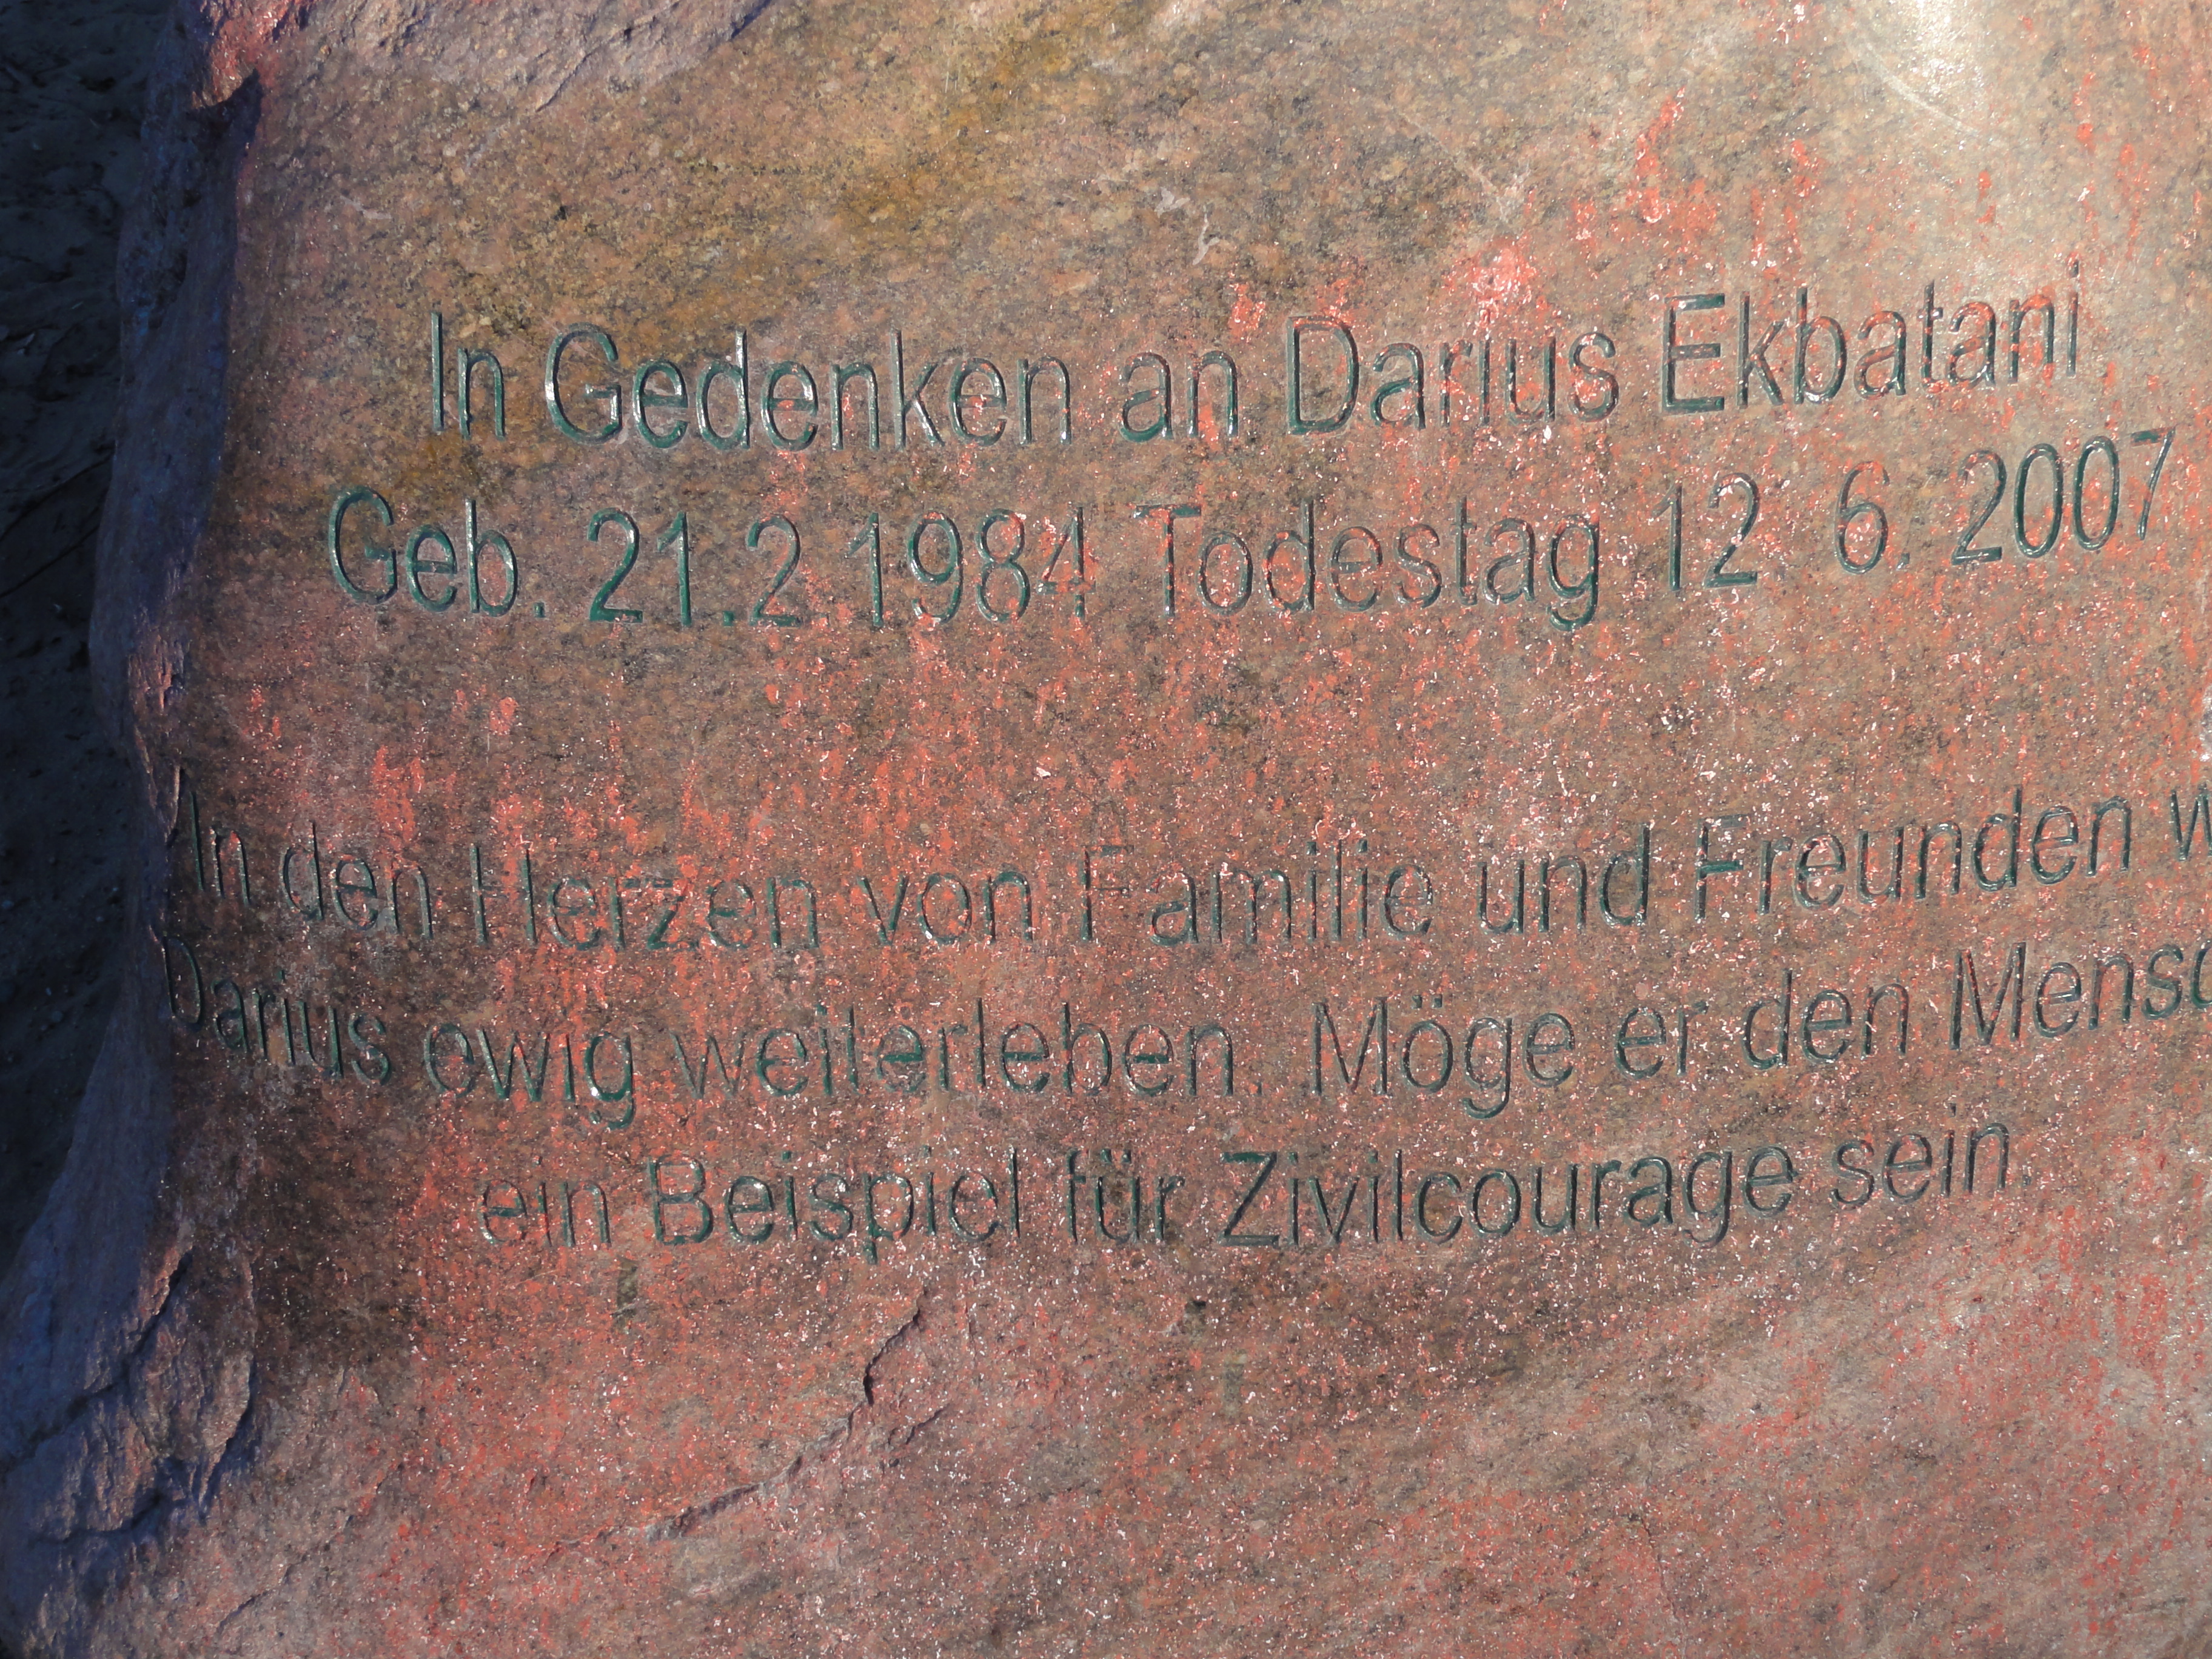 In Gedenken an Darius Ekbatani
Geb. 21.2.1984 Todestag 12 6. 2007
In den Herzen von Familie und Freunden w
Darius ewig weiterleben. Möge er den Mensc
ein Beispiel für Zivilcourage sein.